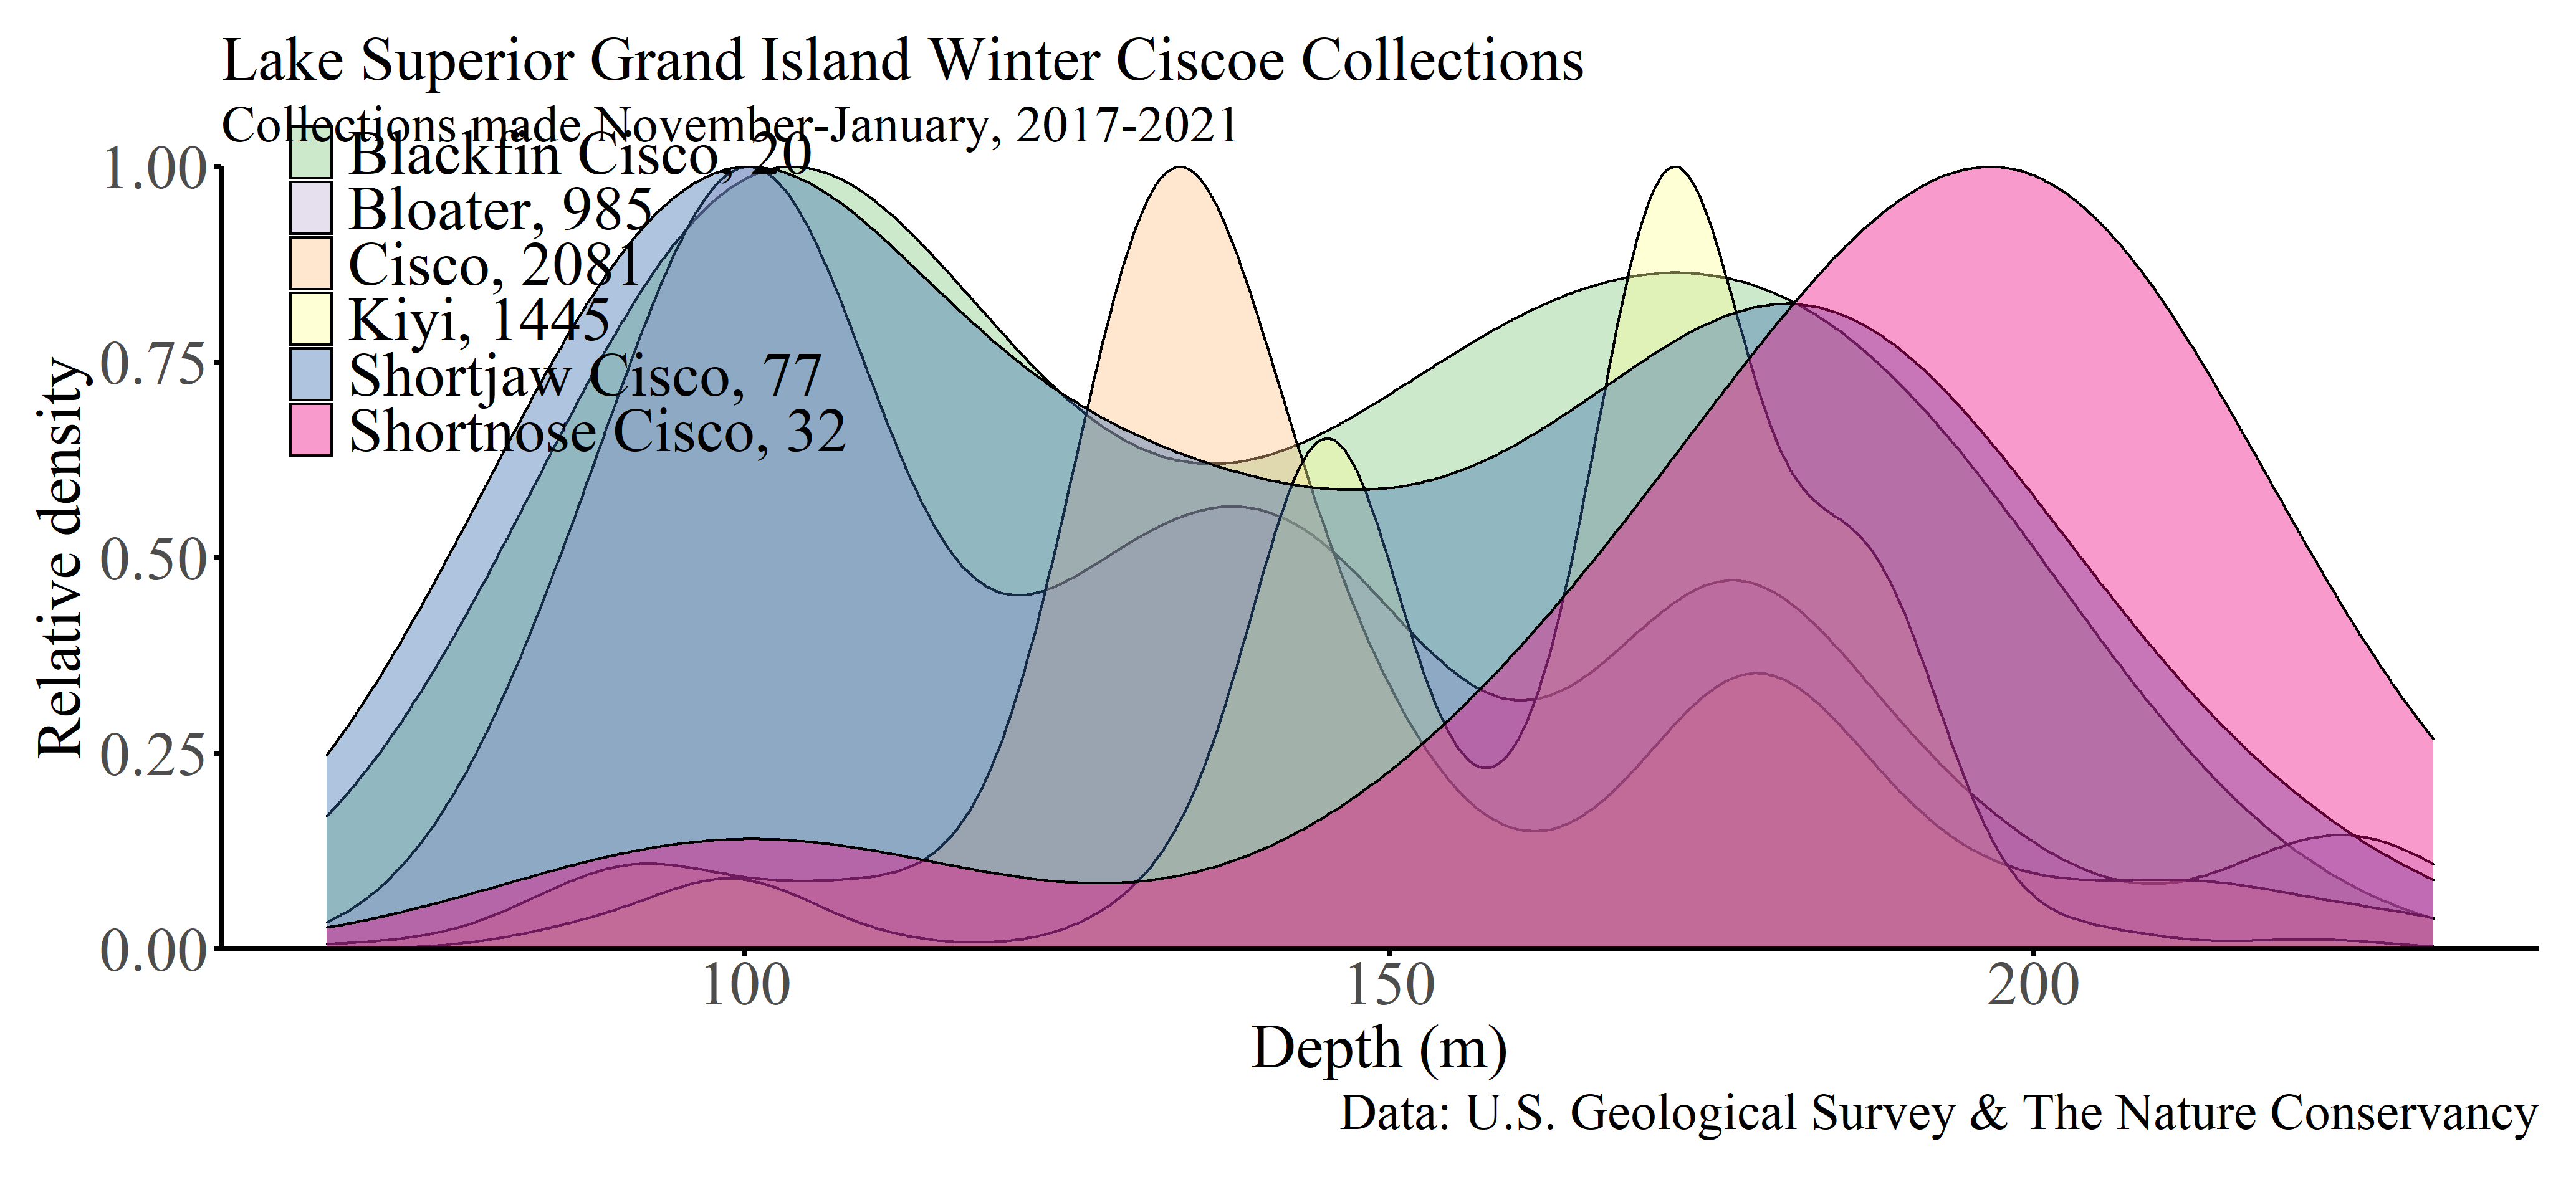 Lake Superior Grand Island Winter Ciscoe Collections
Collections made November-January, 2017-2021
Blackfin Cisco, 20
Bloater, 985
Cisco, 2081
Kiyi, 1445
Shortjaw Cisco, 77
Shortnose Cisco, 32
Relative density
1.00
0.75
0.50
0.25
0.00
100
150
200
Depth (m)
Data: U.S. Geological Survey & The Nature Conservancy